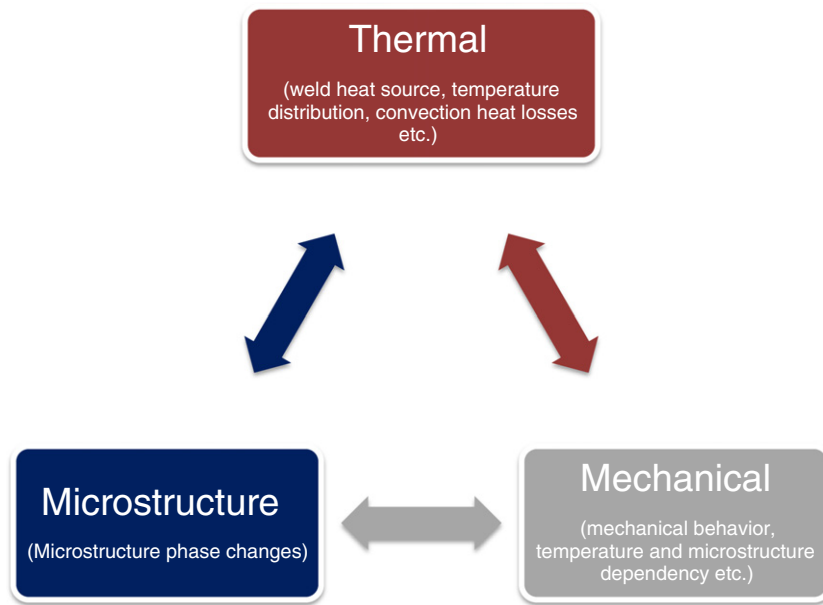 Thermal
(weld heat source, temperature
distribution, convection heat losses
etc.)
Microstructure
(Microstructure phase changes)
Mechanical
(mechanical behavior,
temperature and microstructure
dependency etc.)